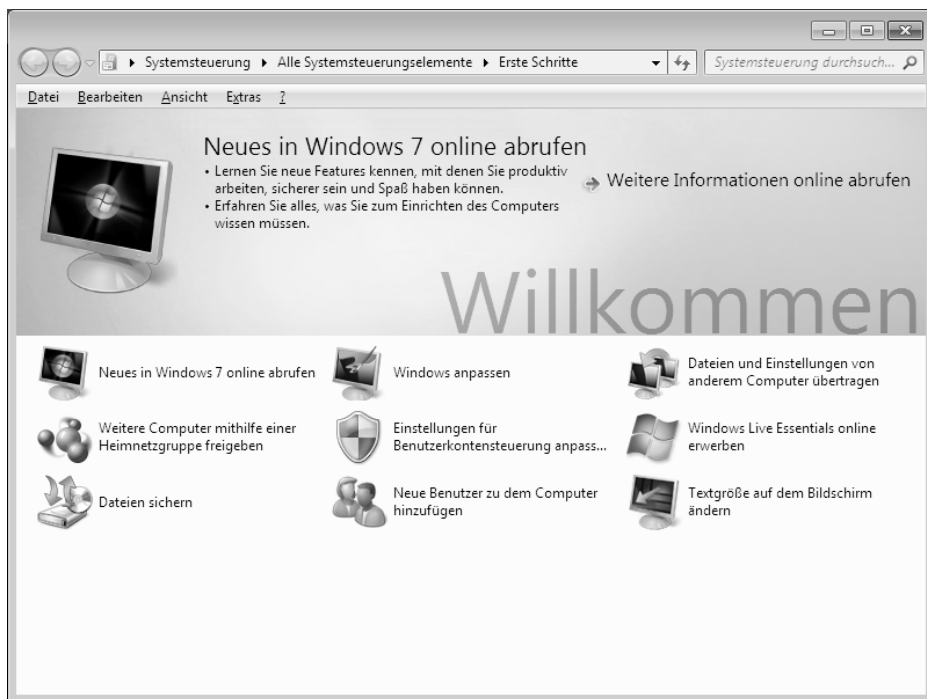 Systemsteuerung Alle Systemsteuerungselemente Erste Schritte
Systemsteuerung durchsuch...
Datei Bearbeiten Ansicht Extras ?
Neues in Windows 7 online abrufen
• Lernen Sie neue Features kennen, mit denen Sie produktiv
arbeiten, sicherer sein und Spaß haben können.
• Erfahren Sie alles, was Sie zum Einrichten des Computers
wissen müssen.
Weitere Informationen online abrufen
Willkommen
Neues in Windows 7 online abrufen
Windows anpassen
Dateien und Einstellungen von
anderem Computer übertragen
Weitere Computer mithilfe einer
Heimnetzgruppe freigeben
Einstellungen für
Benutzerkontensteuerung anpass...
Windows Live Essentials online
erwerben
Dateien sichern
Neue Benutzer zu dem Computer
hinzufügen
Textgröße auf dem Bildschirm
ändern